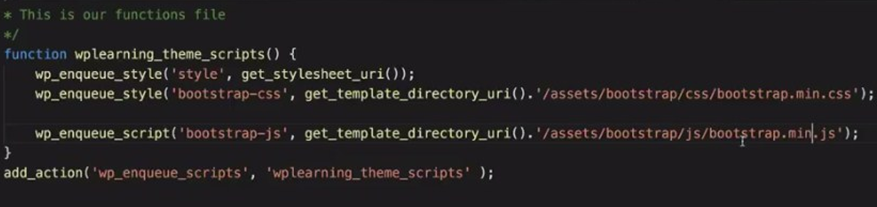 * This is our functions file
*/
function wplearning_theme_scripts() {
wp_enqueue_style('style', get_stylesheet_uri());
wp_enqueue_style('bootstrap-css', get_template_directory_uri().'/assets/bootstrap/css/bootstrap.min.css');
wp_enqueue_script('bootstrap-js', get_template_directory_uri().'/assets/bootstrap/js/bootstrap.min.js');
}
add_action('wp_enqueue_scripts', 'wplearning_theme_scripts' );